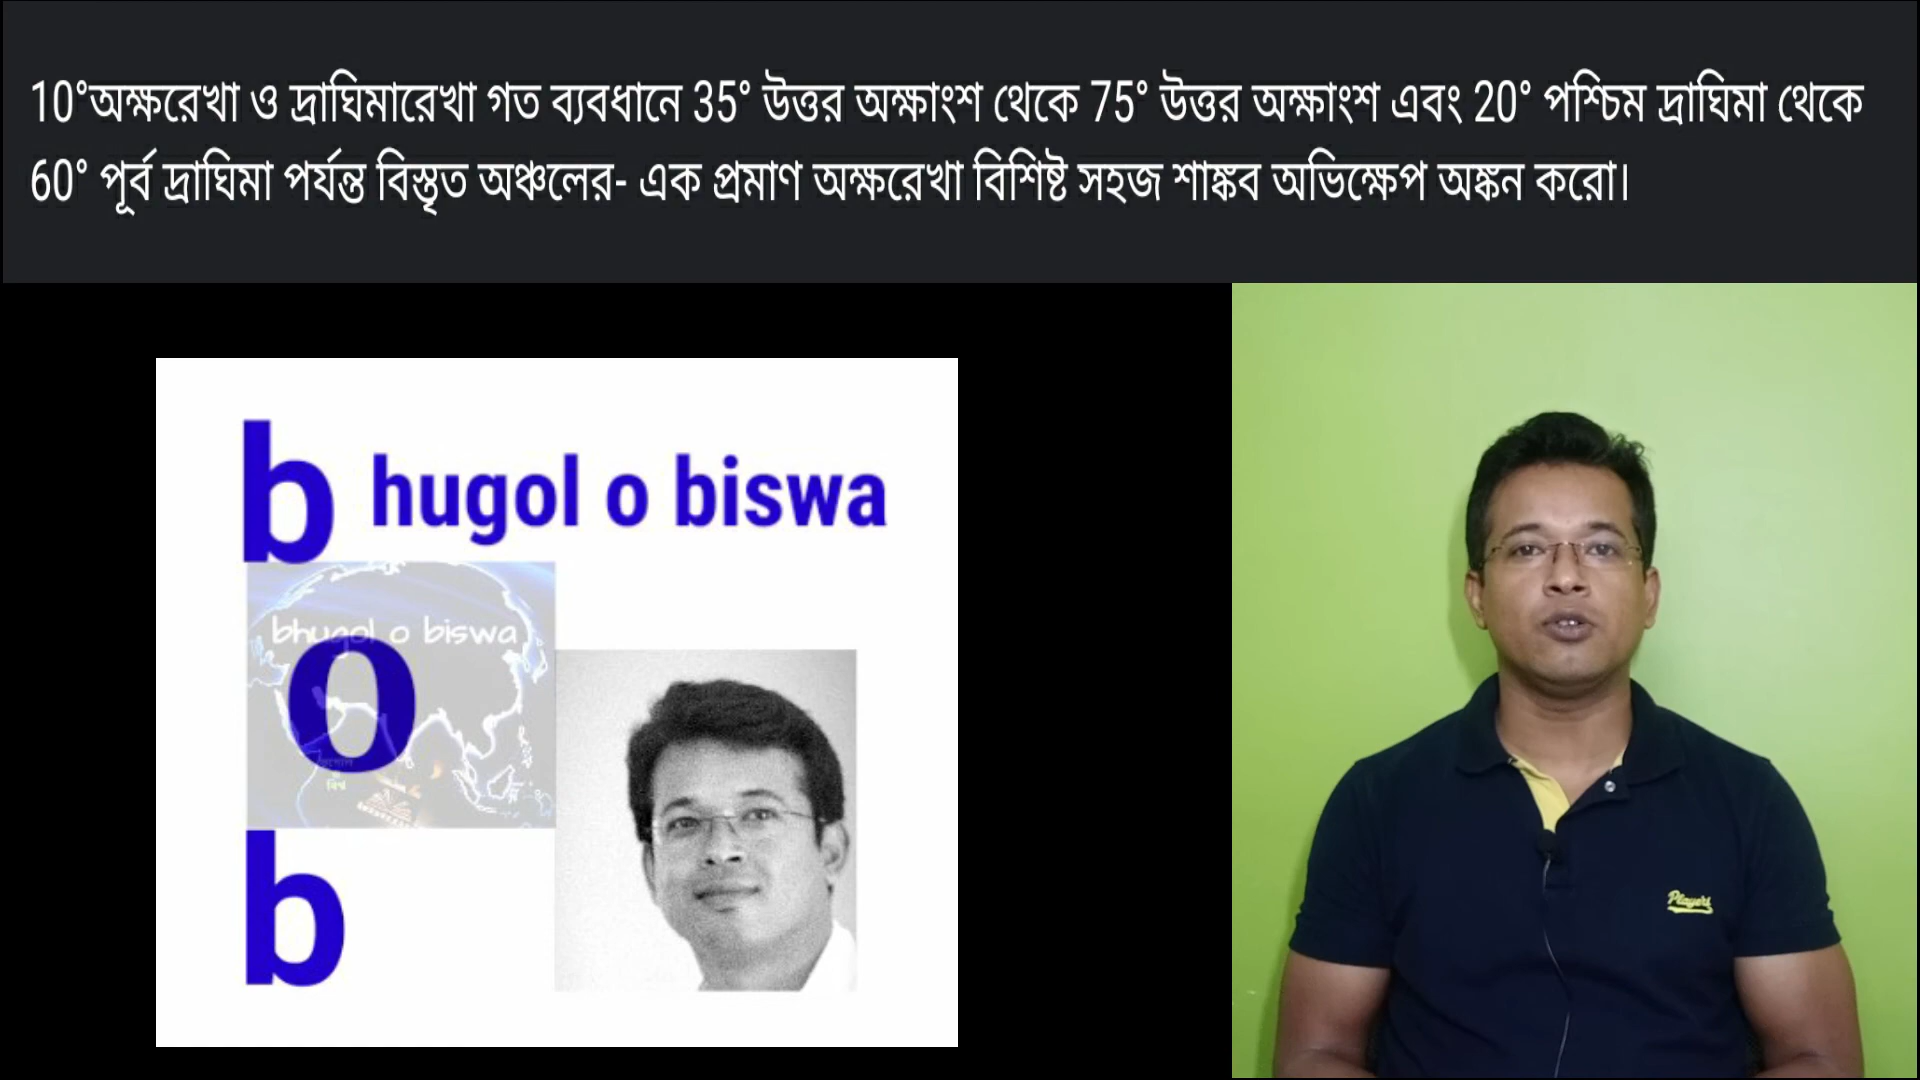 10°অক্ষরেখা ও দ্রাঘিমারেখা গত ব্যবধানে 35° উত্তর অক্ষাংশ থেকে 75° উত্তর অক্ষাংশ এবং 20° পশ্চিম দ্রাঘিমা থেকে
60° পূর্ব দ্রাঘিমা পর্যন্ত বিস্তৃত অঞ্চলের- এক প্রমাণ অক্ষরেখা বিশিষ্ট সহজ শাঙ্কব অভিক্ষেপ অঙ্কন করো।
b hugol o biswa
bhugol o biswa
o
b
Players